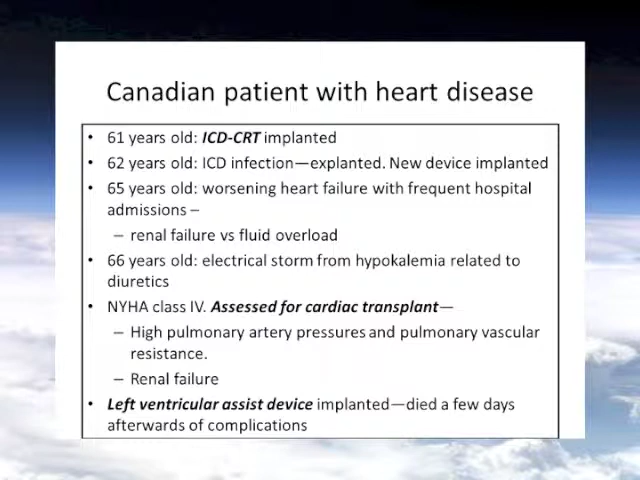 Canadian patient with heart disease
• 61 years old: ICD-CRT implanted
• 62 years old: ICD infection—explanted. New device implanted
• 65 years old: worsening heart failure with frequent hospital
admissions –
– renal failure vs fluid overload
• 66 years old: electrical storm from hypokalemia related to
diuretics
• NYHA class IV. Assessed for cardiac transplant—
– High pulmonary artery pressures and pulmonary vascular
resistance.
– Renal failure
• Left ventricular assist device implanted—died a few days
afterwards of complications